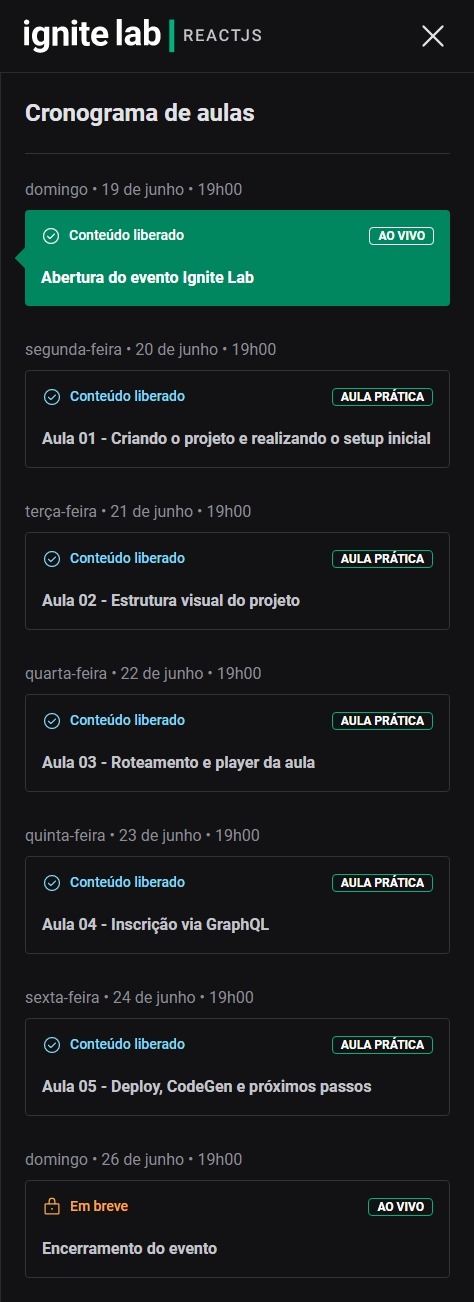 ignite lab REACTJS
Cronograma de aulas
domingo • 19 de junho • 19h00
Conteúdo liberado AO VIVO
Abertura do evento Ignite Lab
segunda-feira • 20 de junho • 19h00
Conteúdo liberado AULA PRÁTICA
Aula 01 - Criando o projeto e realizando o setup inicial
terça-feira • 21 de junho • 19h00
Conteúdo liberado AULA PRÁTICA
Aula 02 - Estrutura visual do projeto
quarta-feira • 22 de junho • 19h00
Conteúdo liberado AULA PRÁTICA
Aula 03 - Roteamento e player da aula
quinta-feira • 23 de junho • 19h00
Conteúdo liberado AULA PRÁTICA
Aula 04 - Inscrição via GraphQL
sexta-feira • 24 de junho • 19h00
Conteúdo liberado AULA PRÁTICA
Aula 05 - Deploy, CodeGen e próximos passos
domingo • 26 de junho • 19h00
Em breve AO VIVO
Encerramento do evento